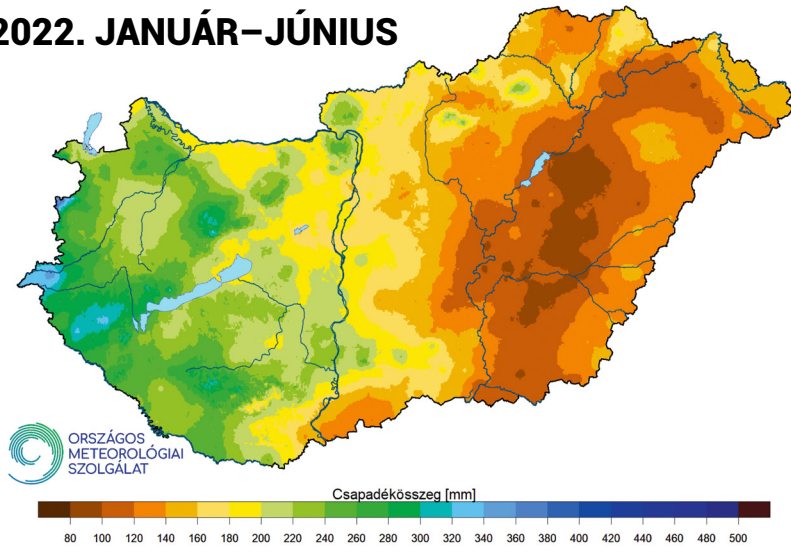 2022. JANUÁR–JÚNIUS
ORSZÁGOS
METEOROLÓGIAI
SZOLGÁLAT
Csapadékösszeg [mm]
80 100 120 140 160 180 200 220 240 260 280 300 320 340 360 380 400 420 440 460 480 500